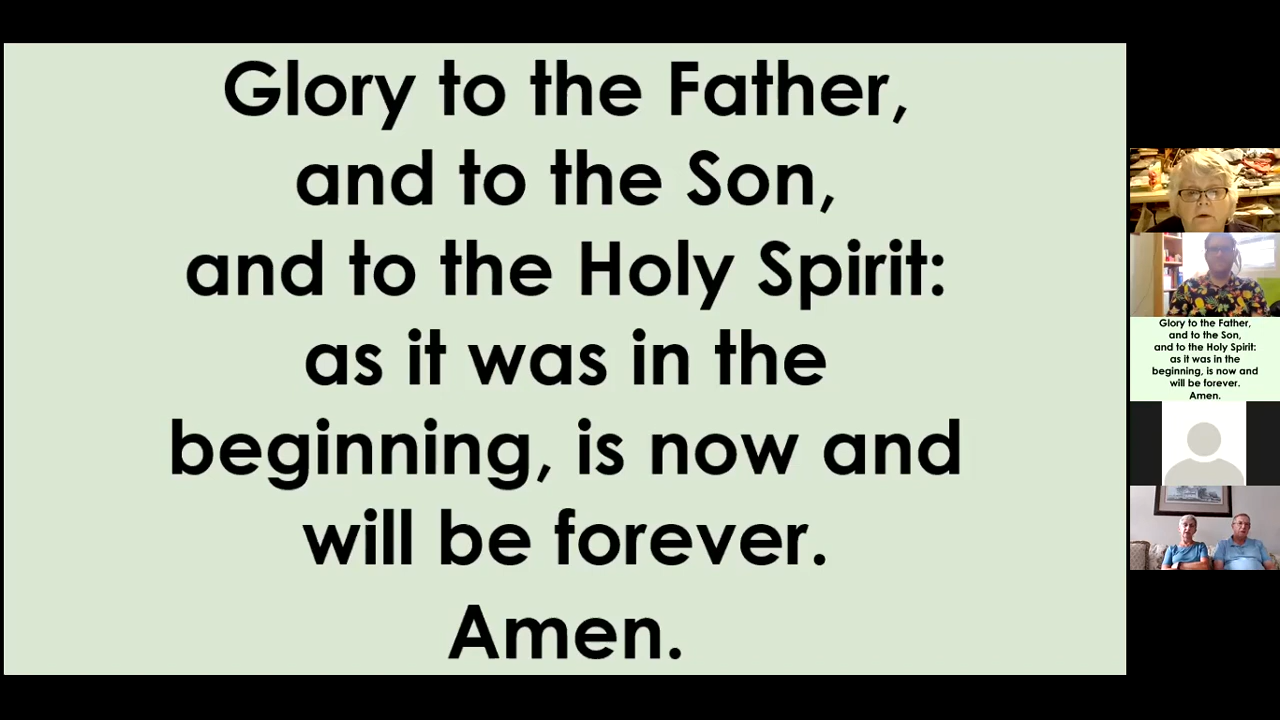 Glory to the Father,
and to the Son,
and to the Holy Spirit:
as it was in the
beginning, is now and
will be forever.
Amen.
Glory to the Father,
and to the Son,
and to the Holy Spirit:
as it was in the
beginning, is now and
will be forever.
Amen.